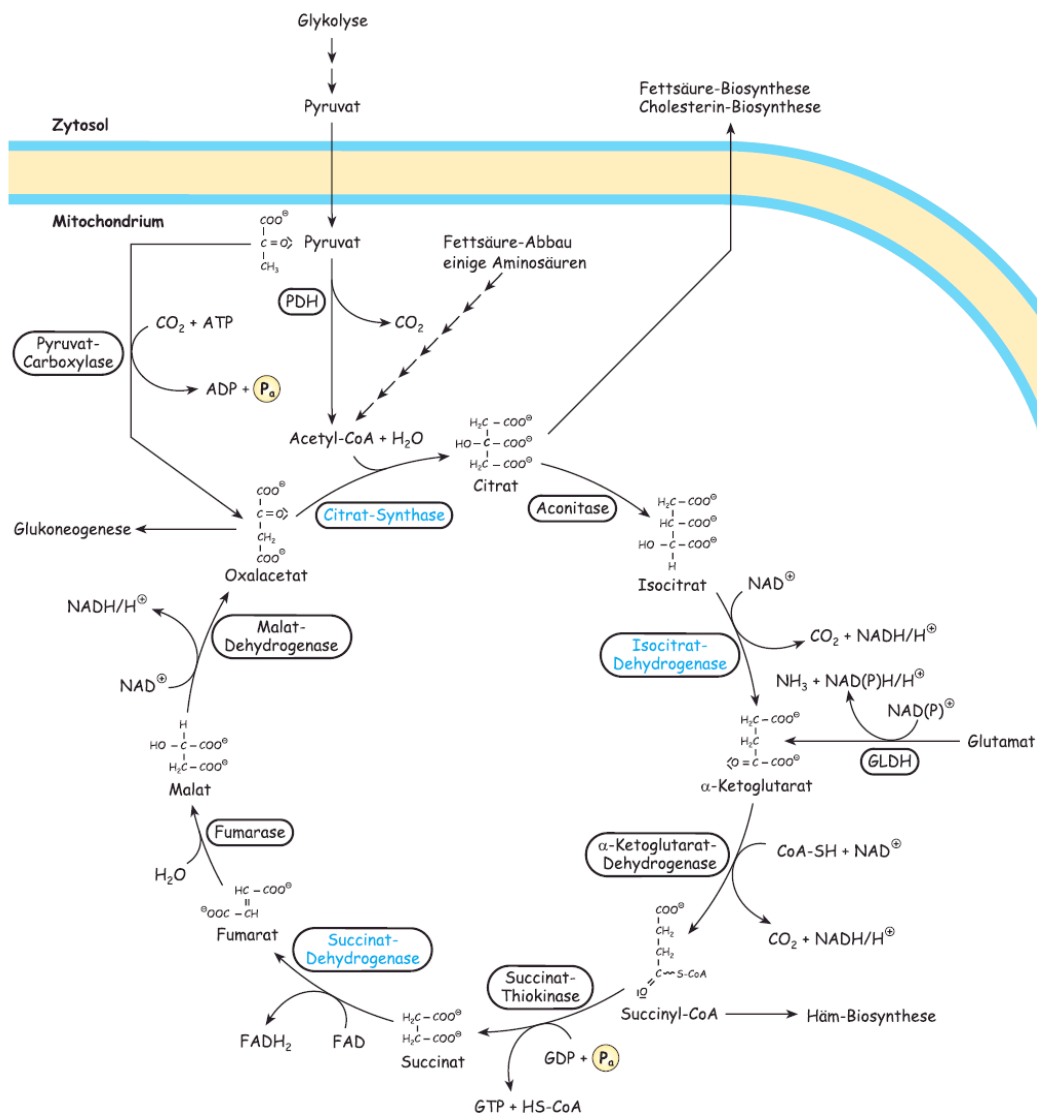 Glykolyse
Pyruvat
Fettsäure-Biosynthese
Cholesterin-Biosynthese
Zytosol
Mitochondrium
COO⊖
C=O
CH₃
Pyruvat
Fettsäure-Abbau
einige Aminosäuren
PDH
CO₂
CO₂ + ATP
Pyruvat-
Carboxylase
ADP + Pₐ
Acetyl-CoA + H₂O
H₂C – COO⊖
HO – C – COO⊖
H₂C – COO⊖
Citrat
Citrat-Synthase
Aconitase
COO⊖
C=O
CH₂
COO⊖
Oxalacetat
Glukoneogenese
H₂C – COO⊖
HC – COO⊖
HO – C – COO⊖
H
Isocitrat
NAD⊕
Isocitrat-
Dehydrogenase
CO₂ + NADH/H⊕
NH₃ + NAD(P)H/H⊕
NAD(P)⊕
Glutamat
GLDH
H₂C – COO⊖
H₂C
O=C – COO⊖
α-Ketoglutarat
α-Ketoglutarat-
Dehydrogenase
CoA-SH + NAD⊕
CO₂ + NADH/H⊕
COO⊖
CH₂
CH₂
C~S-CoA
O
Succinyl-CoA
Häm-Biosynthese
Succinat-
Thiokinase
GDP + Pₐ
GTP + HS-CoA
H₂C – COO⊖
H₂C – COO⊖
Succinat
Succinat-
Dehydrogenase
FAD
FADH₂
HC – COO⊖
⊖OOC – CH
Fumarat
Fumarase
H₂O
H
HO – C – COO⊖
H₂C – COO⊖
Malat
Malat-
Dehydrogenase
NAD⊕
NADH/H⊕